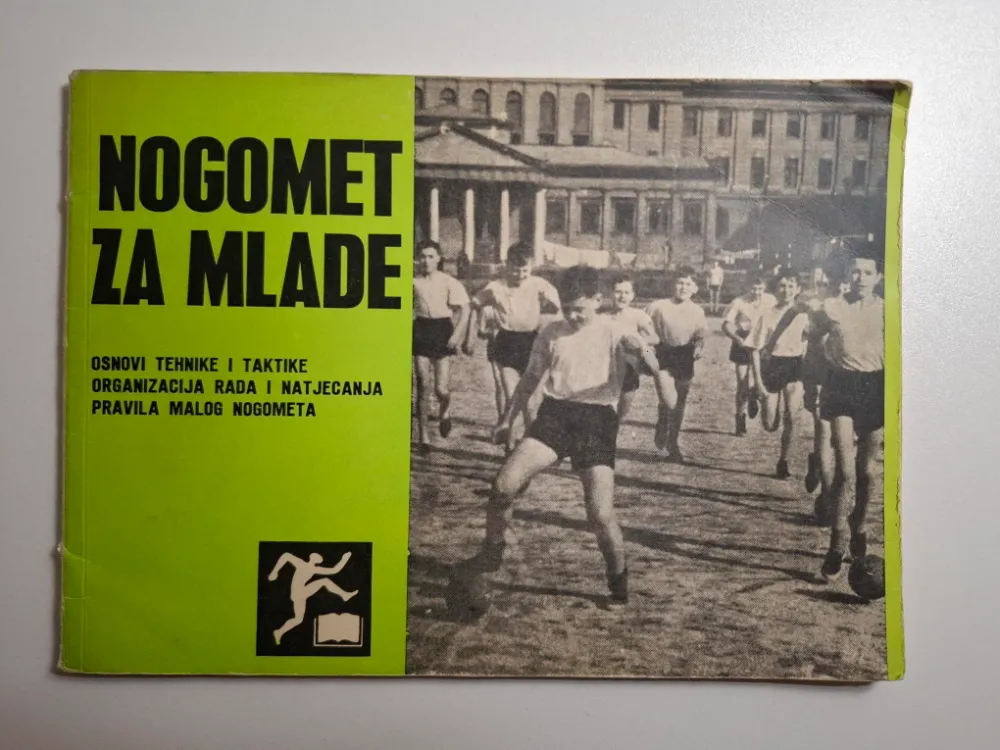 NOGOMET
ZA MLADE
OSNOVI TEHNIKE I TAKTIKE
ORGANIZACIJA RADA I NATJECANJA
PRAVILA MALOG NOGOMETA